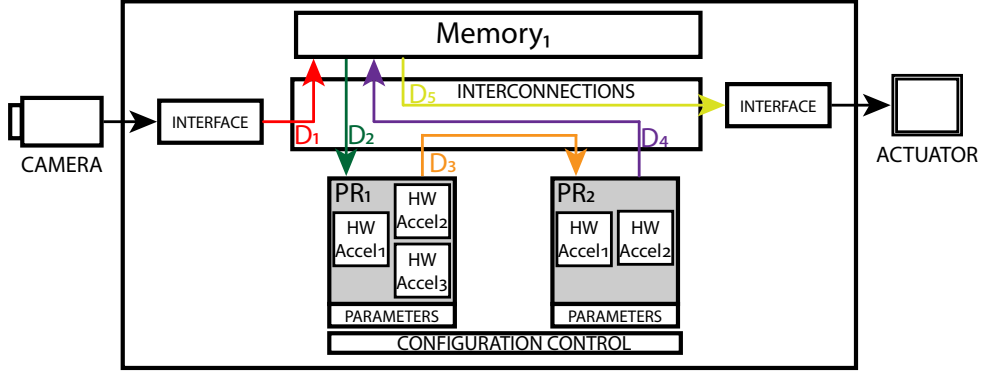 Memory₁
INTERCONNECTIONS
D₅
INTERFACE
INTERFACE
D₁
D₂
D₃
D₄
CAMERA
ACTUATOR
PR₁
HW
Accel₁
HW
Accel₂
HW
Accel₃
PARAMETERS
PR₂
HW
Accel₁
HW
Accel₂
PARAMETERS
CONFIGURATION CONTROL